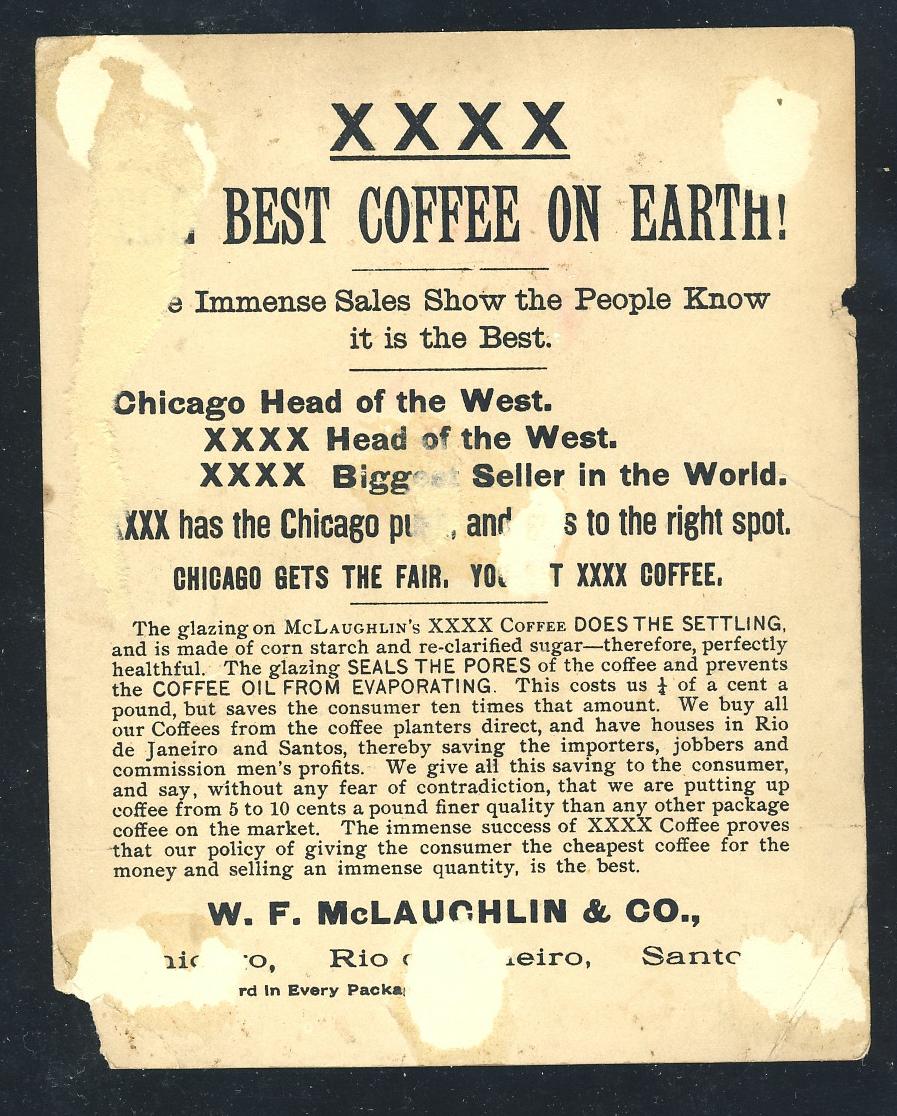 XXXX
BEST COFFEE ON EARTH!
Immense Sales Show the People Know
it is the Best.
Chicago Head of the West.
XXXX Head of the West.
XXXX Biggest Seller in the World.
XXXX has the Chicago and to the right spot.
CHICAGO GETS THE FAIR. XXXX COFFEE.
The glazing on McLAUGHLIN'S XXXX COFFEE DOES THE SETTLING,
and is made of corn starch and re-clarified sugar—therefore, perfectly
healthful. The glazing SEALS THE PORES of the coffee and prevents
the COFFEE OIL FROM EVAPORATING. This costs us of a cent a
pound, but saves the consumer ten times that amount. We buy all
our Coffees from the coffee planters direct, and have houses in Rio
de Janeiro and Santos, thereby saving the importers, jobbers and
commission men's profits. We give all this saving to the consumer,
and say, without any fear of contradiction, that we are putting up
coffee from 5 to 10 cents a pound finer quality than any other package
coffee on the market. The immense success of XXXX Coffee proves
that our policy of giving the consumer the cheapest coffee for the
money and selling an immense quantity, is the best.
W. F. McLAUGHLIN & CO.,
Rio
In Every